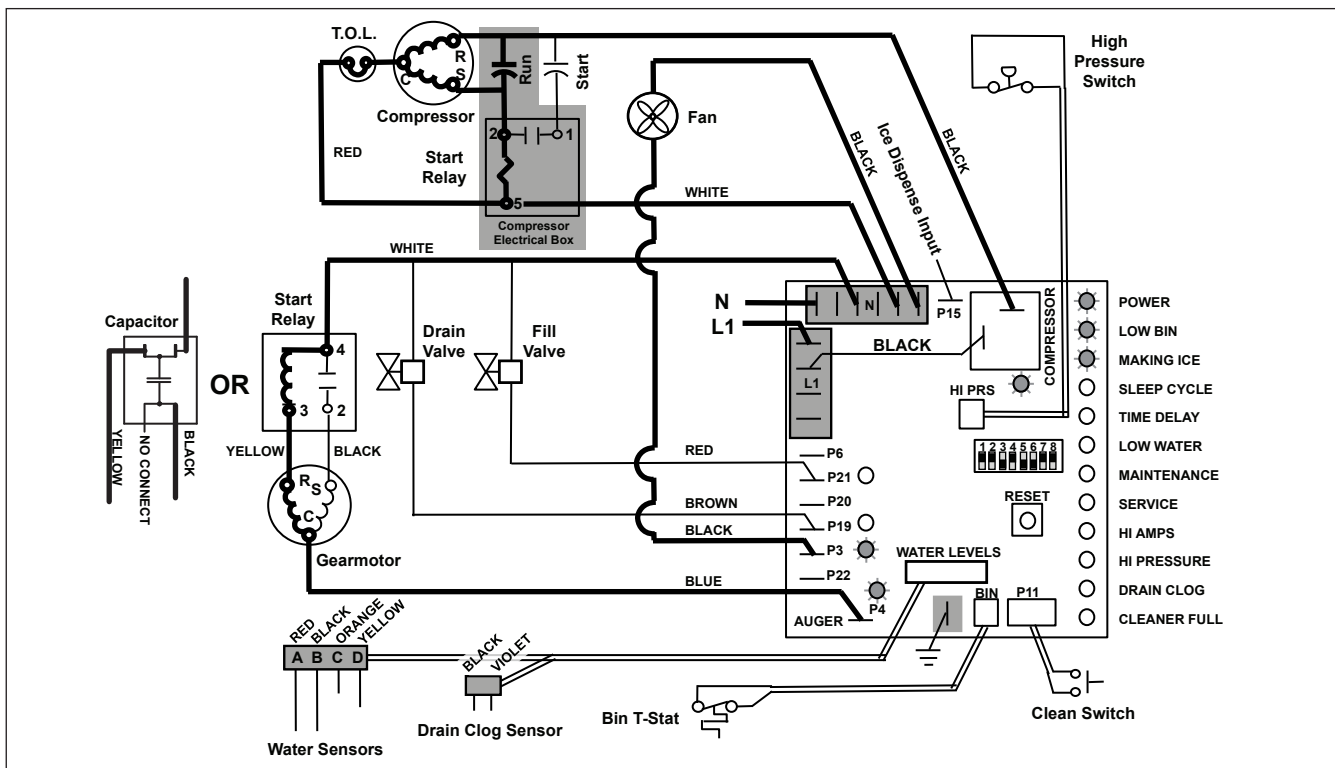 T.O.L.
C
R
S
Compressor
Run
Start
RED
Start
Relay
2
1
5
Compressor
Electrical Box
Fan
BLACK
Ice Dispense Input
BLACK
High
Pressure
Switch
WHITE
WHITE
Capacitor
YELLOW
NO CONNECT
BLACK
OR
Start
Relay
4
3
2
YELLOW
BLACK
R
S
C
Gearmotor
Drain
Valve
Fill
Valve
N
L1
N
L1
P15
BLACK
COMPRESSOR
HI PRS
1 2 3 4 5 6 7 8
RESET
RED
P6
P21
P20
BROWN
P19
BLACK
P3
P22
BLUE
P4
AUGER
WATER LEVELS
BIN
P11
POWER
LOW BIN
MAKING ICE
SLEEP CYCLE
TIME DELAY
LOW WATER
MAINTENANCE
SERVICE
HI AMPS
HI PRESSURE
DRAIN CLOG
CLEANER FULL
RED
BLACK
ORANGE
YELLOW
A B C D
Water Sensors
BLACK
VIOLET
Drain Clog Sensor
Bin T-Stat
Clean Switch